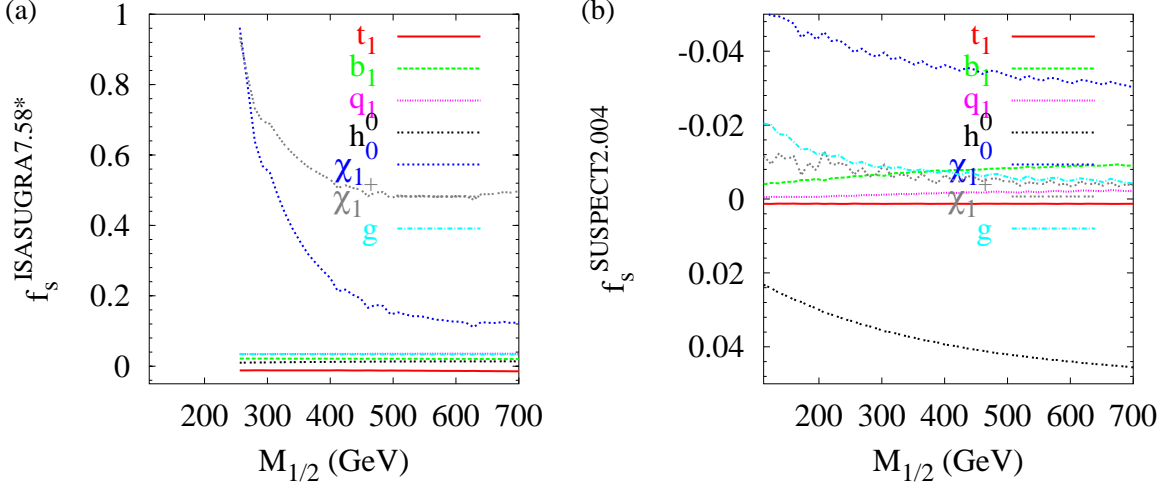 (a)
f_s^ISASUGRA7.58*
1
0.8
0.6
0.4
0.2
0
200 300 400 500 600 700
M_1/2 (GeV)
t_1
b_1
q_1
h^0
χ_1^0
χ_1^+
g
(b)
f_s^SUSPECT2.004
-0.04
-0.02
0
0.02
0.04
200 300 400 500 600 700
M_1/2 (GeV)
t_1
b_1
q_1
h^0
χ_1^0
χ_1^+
g